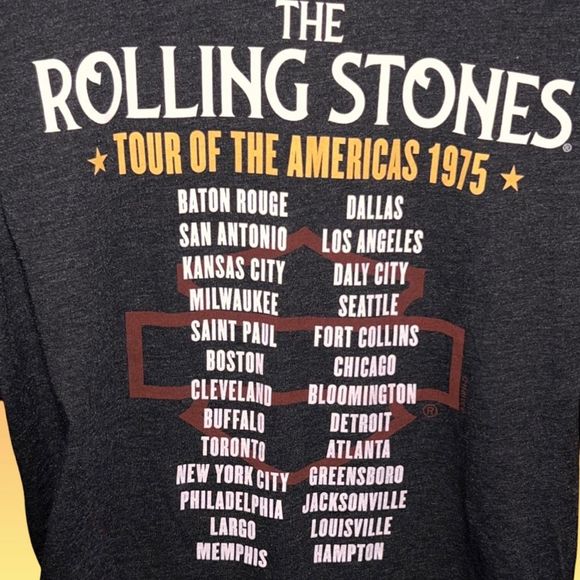 THE
ROLLING STONES®
★ TOUR OF THE AMERICAS 1975 ★
BATON ROUGE
SAN ANTONIO
KANSAS CITY
MILWAUKEE
SAINT PAUL
BOSTON
CLEVELAND
BUFFALO
TORONTO
NEW YORK CITY
PHILADELPHIA
LARGO
MEMPHIS
DALLAS
LOS ANGELES
DALY CITY
SEATTLE
FORT COLLINS
CHICAGO
BLOOMINGTON
DETROIT
ATLANTA
GREENSBORO
JACKSONVILLE
LOUISVILLE
HAMPTON
®